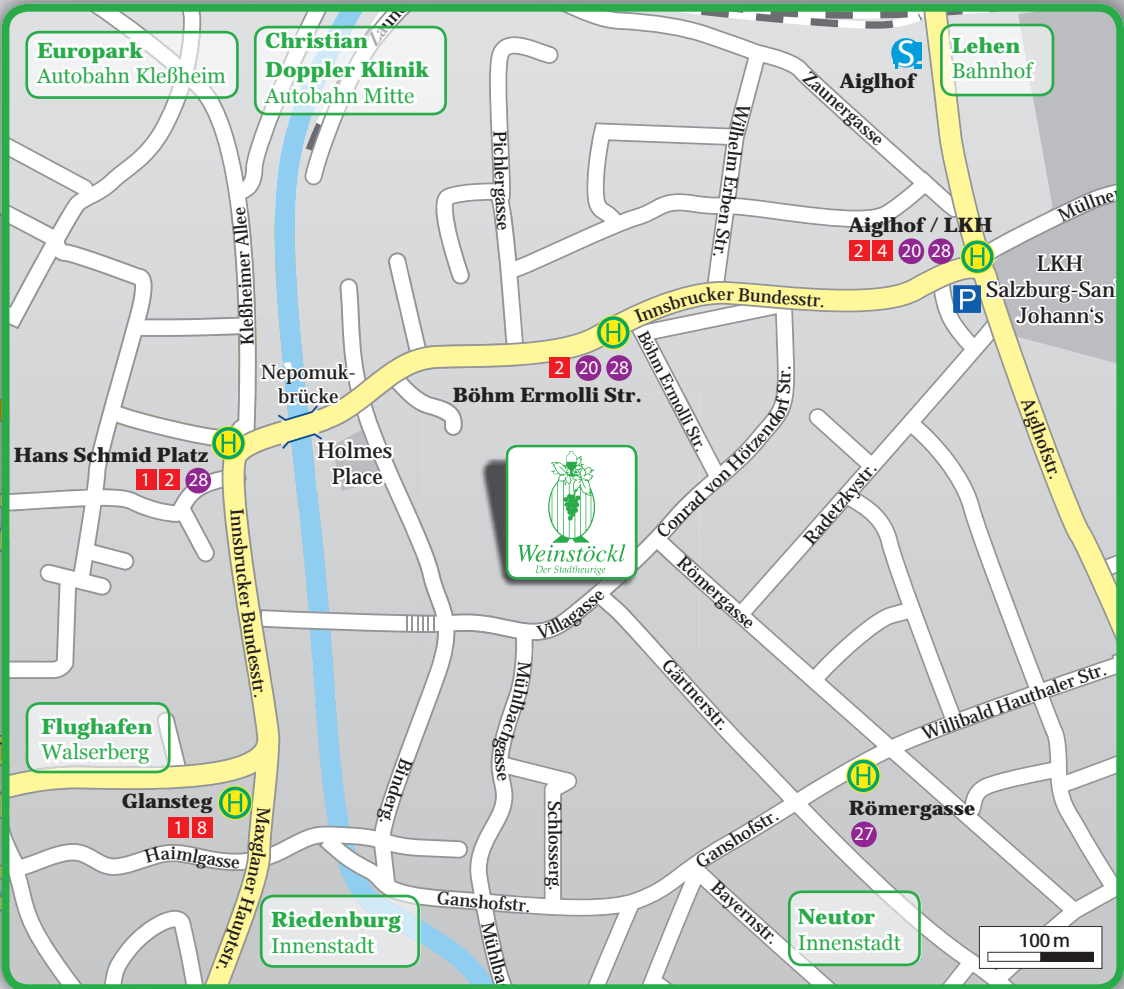 Europark
Autobahn Kleßheim
Christian
Doppler Klinik
Autobahn Mitte
Zaun
S
Aiglhof
Lehen
Bahnhof
Zaunergasse
Wilhelm Erben Str.
Pichlergasse
Kleßheimer Allee
Müllne
Aiglhof / LKH
2 4 20 28
H
P
LKH
Salzburg-San
Johann‘s
Innsbrucker Bundesstr.
H
2 20 28
Böhm Ermolli Str.
Böhm Ermolli Str.
Nepomuk-
brücke
H
Hans Schmid Platz
1 2 28
Holmes
Place
Conrad von Hötzendorf Str.
Aiglhofstr.
Radetzkystr.
Weinstöckl
Der Stadtheurige
Innsbrucker Bundesstr.
Villagasse
Römergasse
Gärtnerstr.
Mühlbachgasse
Willibald Hauthaler Str.
Flughafen
Walserberg
Glansteg
H
1 8
Binderg.
Schlosserg.
H
Römergasse
27
Ganshofstr.
Haimlgasse
Maxglaner Hauptstr.
Ganshofstr.
Bayernstr.
Riedenburg
Innenstadt
Mühlba
Neutor
Innenstadt
100 m